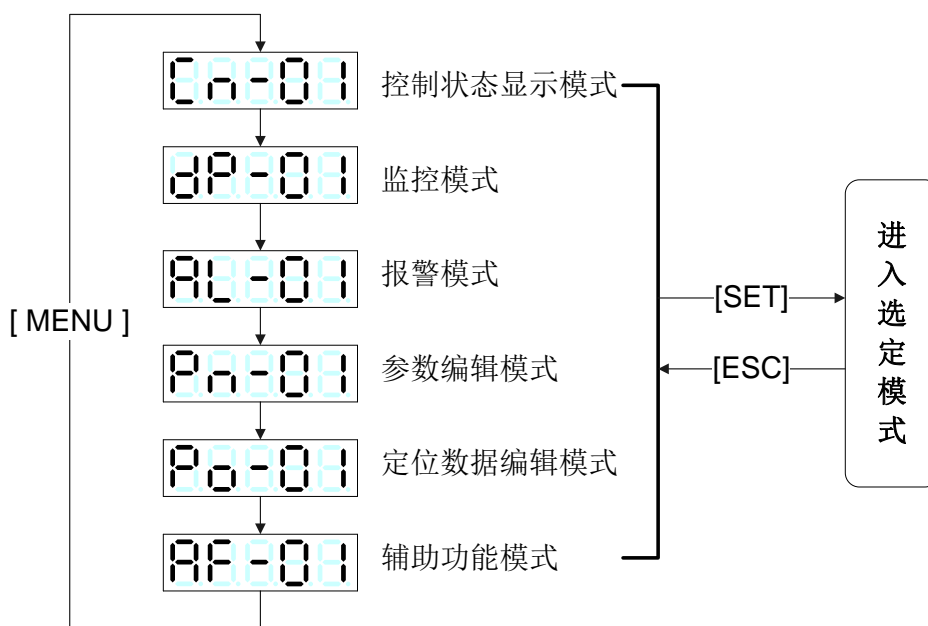 Cn-01 控制状态显示模式
dP-01 监控模式
AL-01 报警模式
[SET]
[ MENU ]
Pn-01 参数编辑模式
[ESC]
Po-01 定位数据编辑模式
AF-01 辅助功能模式
进入选定模式